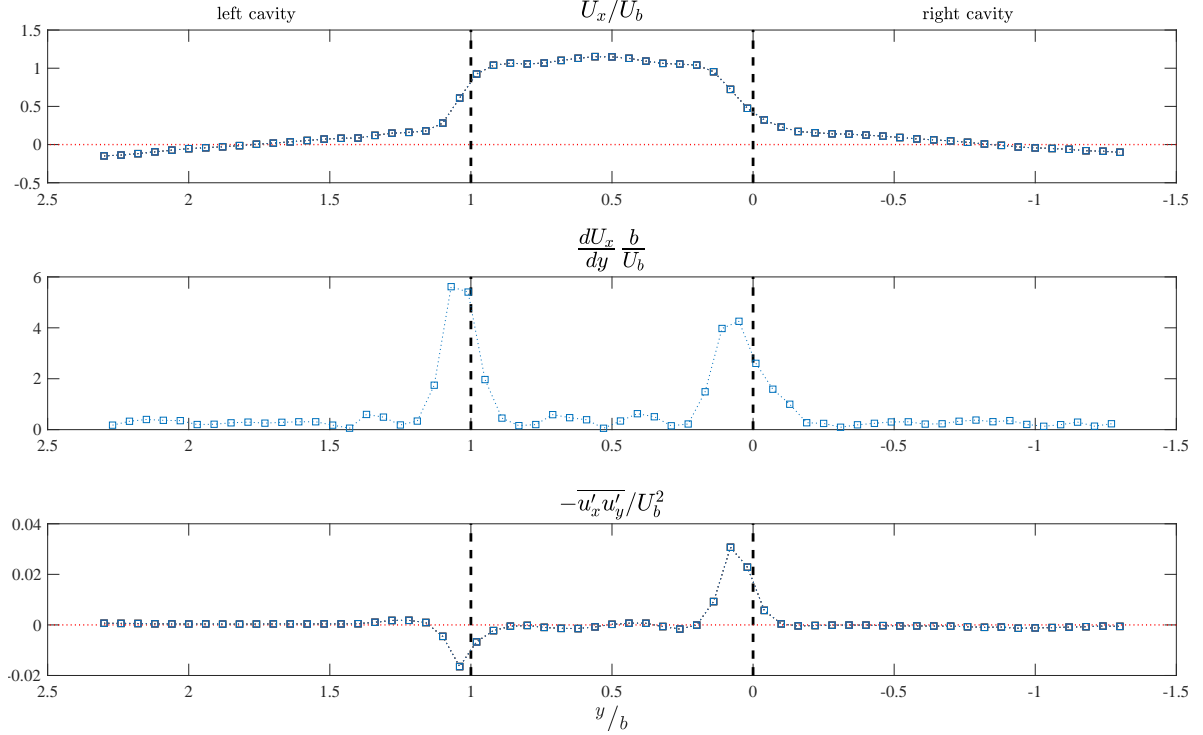 left cavity U_x/U_b right cavity
1.5
1
0.5
0
-0.5
2.5 2 1.5 1 0.5 0 -0.5 -1 -1.5
dU_x/dy b/U_b
6
4
2
0
2.5 2 1.5 1 0.5 0 -0.5 -1 -1.5
−\overline{u'_x u'_y}/U_b^2
0.04
0.02
0
-0.02
2.5 2 1.5 1 0.5 0 -0.5 -1 -1.5
y/b